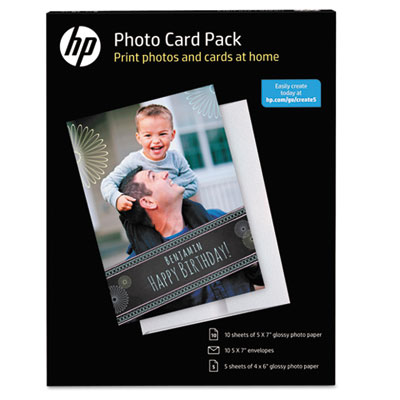 hp
Photo Card Pack
Print photos and cards at home
Easily create
today at
hp.com/go/create5
BENJAMIN
HAPPY BIRTHDAY!
10 10 sheets of 5 X 7" glossy photo paper
10 5 X 7" envelopes
5 5 sheets of 4 x 6" glossy photo paper